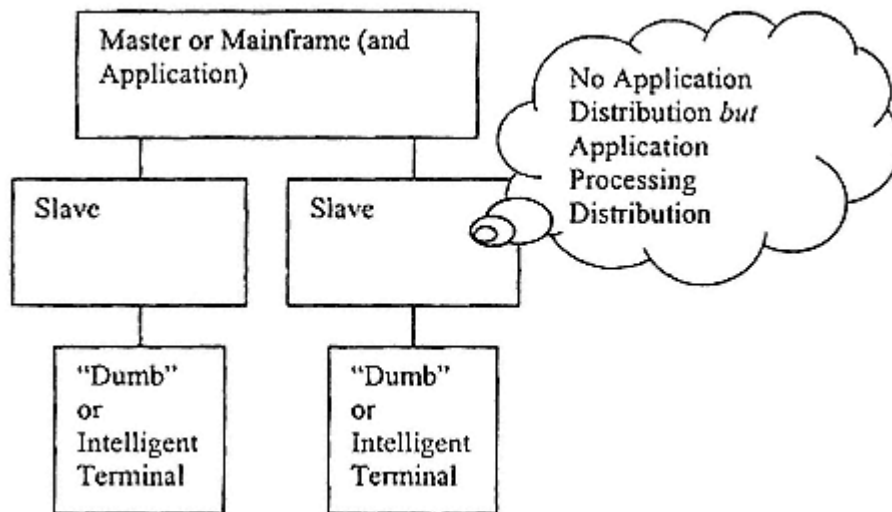 Master or Mainframe (and
Application)
No Application
Distribution but
Application
Processing
Distribution
Slave
Slave
"Dumb"
or
Intelligent
Terminal
"Dumb"
or
Intelligent
Terminal